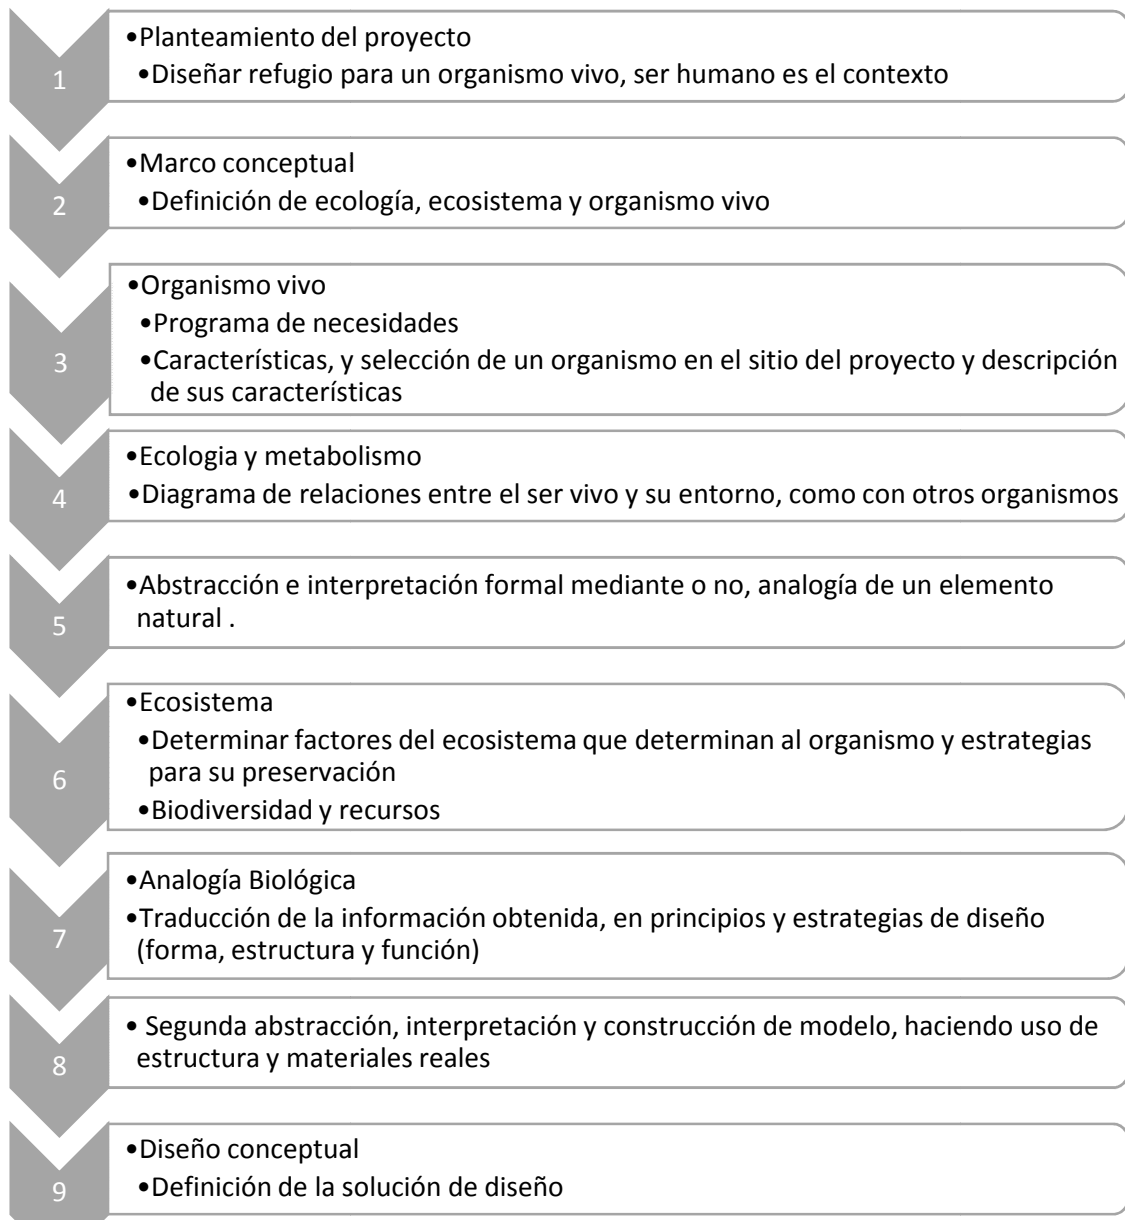 1
•Planteamiento del proyecto
•Diseñar refugio para un organismo vivo, ser humano es el contexto
2
•Marco conceptual
•Definición de ecología, ecosistema y organismo vivo
3
•Organismo vivo
•Programa de necesidades
•Características, y selección de un organismo en el sitio del proyecto y descripción
de sus características
4
•Ecologia y metabolismo
•Diagrama de relaciones entre el ser vivo y su entorno, como con otros organismos
5
•Abstracción e interpretación formal mediante o no, analogía de un elemento
natural .
6
•Ecosistema
•Determinar factores del ecosistema que determinan al organismo y estrategias
para su preservación
•Biodiversidad y recursos
7
•Analogía Biológica
•Traducción de la información obtenida, en principios y estrategias de diseño
(forma, estructura y función)
8
• Segunda abstracción, interpretación y construcción de modelo, haciendo uso de
estructura y materiales reales
9
•Diseño conceptual
•Definición de la solución de diseño